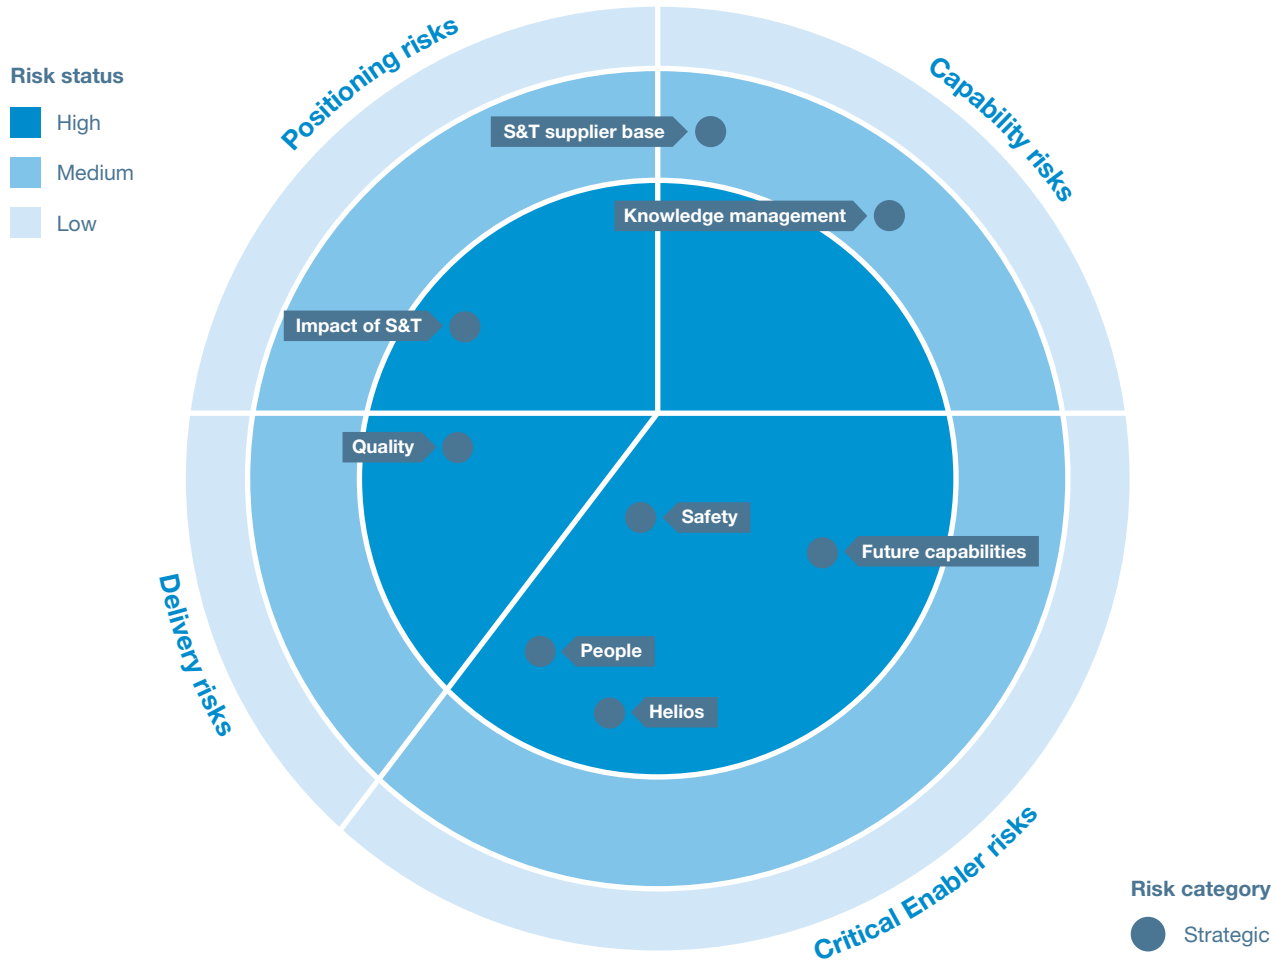 Risk status
High
Medium
Low
Positioning risks
Capability risks
S&T supplier base
Knowledge management
Impact of S&T
Quality
Safety
Future capabilities
People
Helios
Delivery risks
Critical Enabler risks
Risk category
Strategic